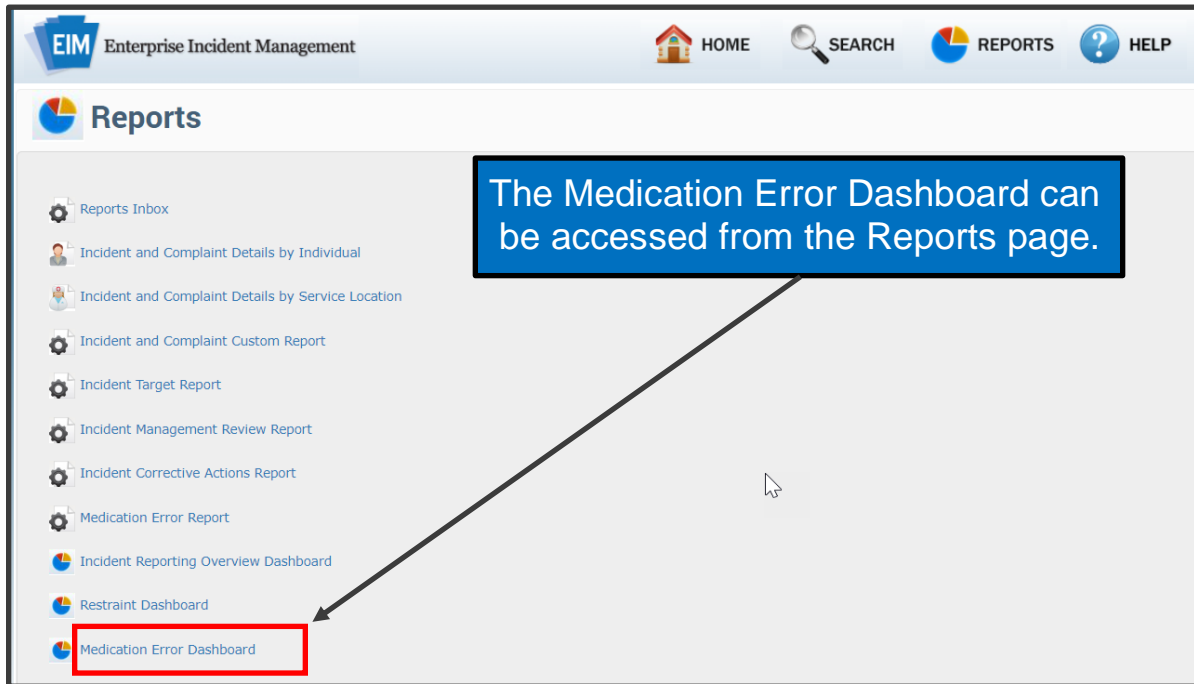 EIM Enterprise Incident Management HOME SEARCH REPORTS ? HELP
Reports
The Medication Error Dashboard can
be accessed from the Reports page.
Reports Inbox
Incident and Complaint Details by Individual
Incident and Complaint Details by Service Location
Incident and Complaint Custom Report
Incident Target Report
Incident Management Review Report
Incident Corrective Actions Report
Medication Error Report
Incident Reporting Overview Dashboard
Restraint Dashboard
Medication Error Dashboard